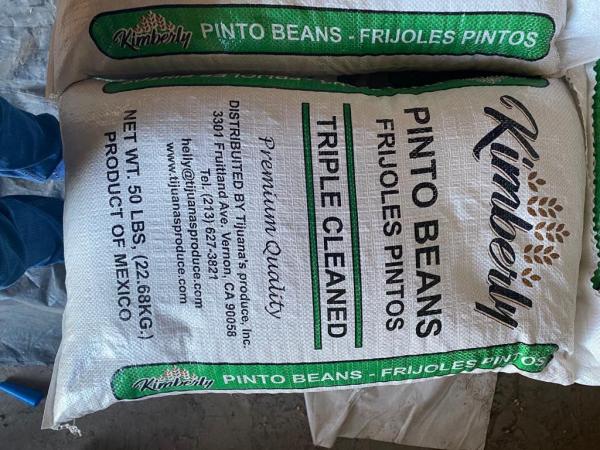 Kimberly PINTO BEANS - FRIJOLES PINTOS
Kimberly
PINTO BEANS
FRIJOLES PINTOS
TRIPLE CLEANED
Premium Quality
DISTRIBUTED BY Tijuana's produce, Inc.
3301 Fruitland Ave. Vernon, CA 90058
Tel. (213) 627-3821
helly@tijuanasproduce.com
www.tijuanasproduce.com
NET WT. 50 LBS, (22.68KG.)
PRODUCT OF MEXICO
Kimberly PINTO BEANS - FRIJOLES PINTOS